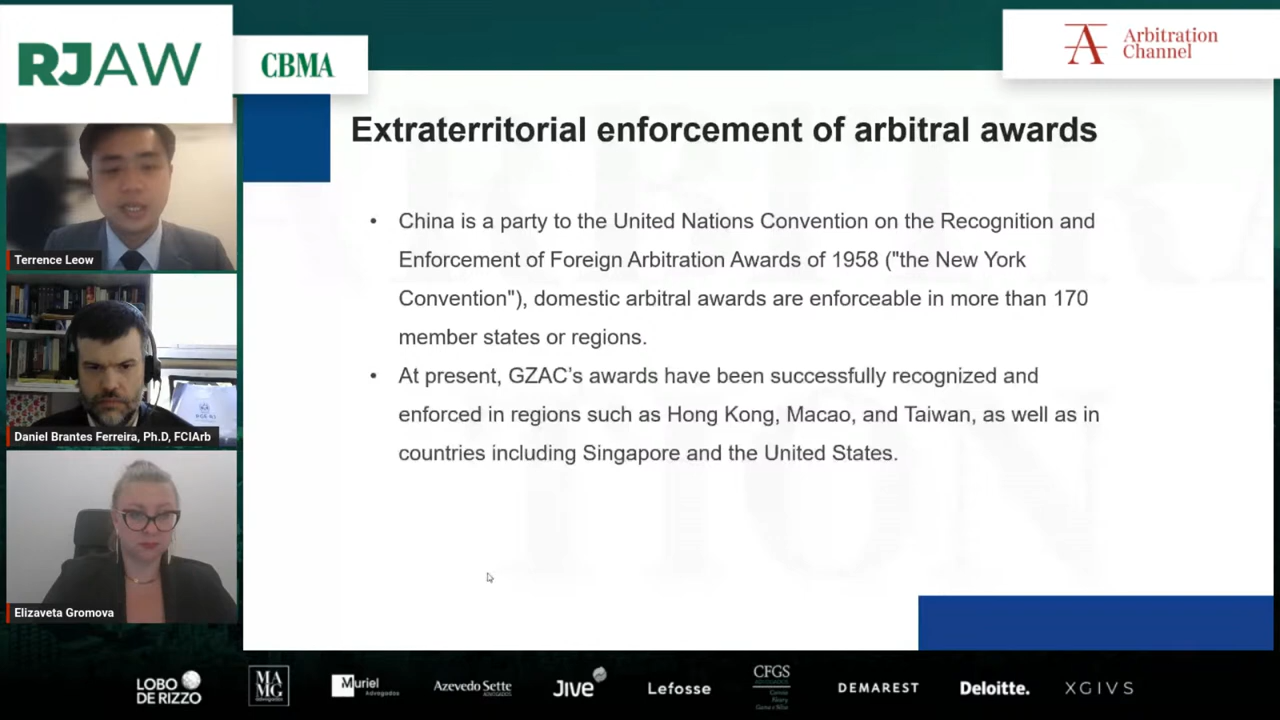 RJAW
CBMA
Arbitration
Channel
Extraterritorial enforcement of arbitral awards
• China is a party to the United Nations Convention on the Recognition and
Enforcement of Foreign Arbitration Awards of 1958 ("the New York
Convention"), domestic arbitral awards are enforceable in more than 170
member states or regions.
• At present, GZAC's awards have been successfully recognized and
enforced in regions such as Hong Kong, Macao, and Taiwan, as well as in
countries including Singapore and the United States.
Terrence Leow
Daniel Brantes Ferreira, Ph.D, FCIArb
Elizaveta Gromova
LOBO
DE RIZZO
MA
MG
Muriel
Advogados
Azevedo Sette
ADVOGADOS
JIVE
Lefosse
CFGS
DEMAREST
Deloitte.
XGIVS